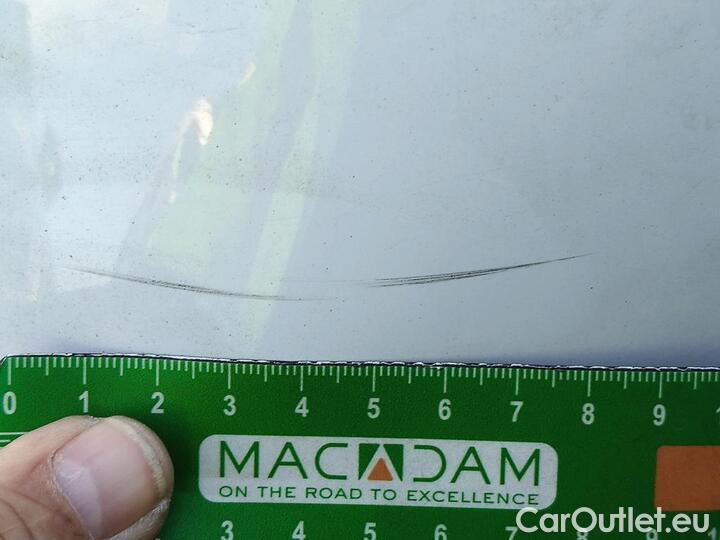 0 1 2 3 4 5 6 7 8 9
MACADAM
ON THE ROAD TO EXCELLENCE
3 4 5 6 7 8 9
CarOutlet.eu